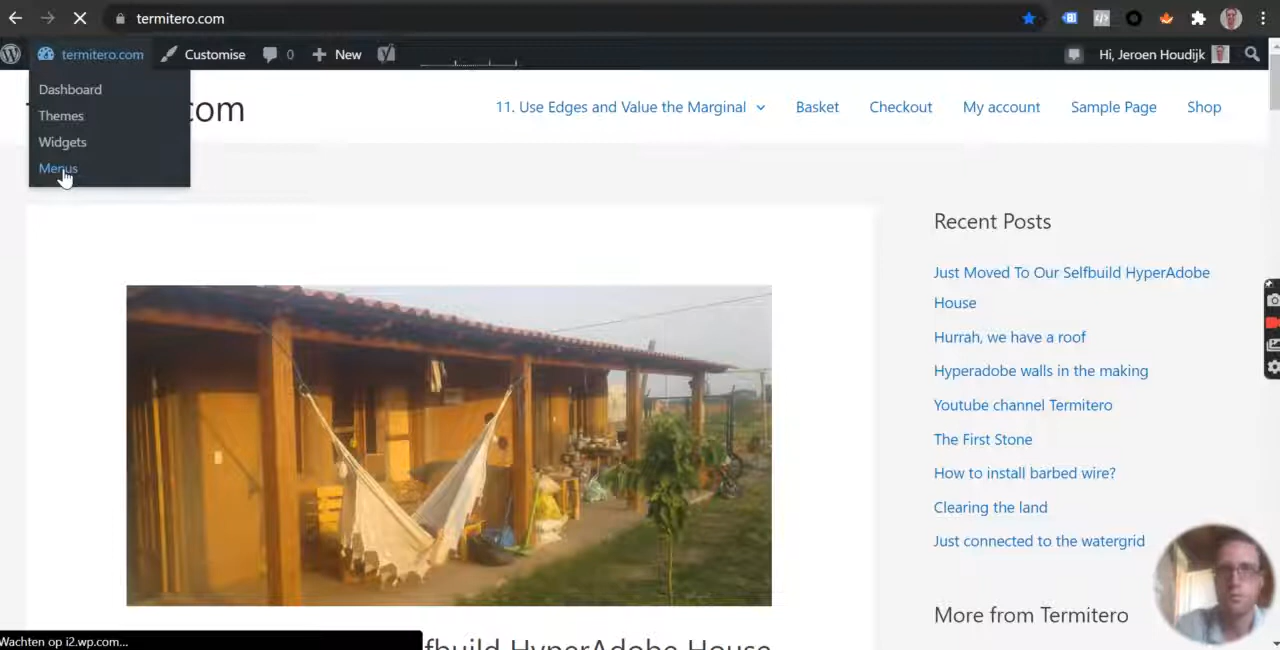 termitero.com
termitero.com
Customise
0
New
Hi, Jeroen Houdijk
Dashboard
Themes
Widgets
Menus
com
11. Use Edges and Value the Marginal
Basket
Checkout
My account
Sample Page
Shop
Recent Posts
Just Moved To Our Selfbuild HyperAdobe
House
Hurrah, we have a roof
Hyperadobe walls in the making
Youtube channel Termitero
The First Stone
How to install barbed wire?
Clearing the land
Just connected to the watergrid
More from Termitero
Wachten op i2.wp.com...
fbuild HyperAdobe House